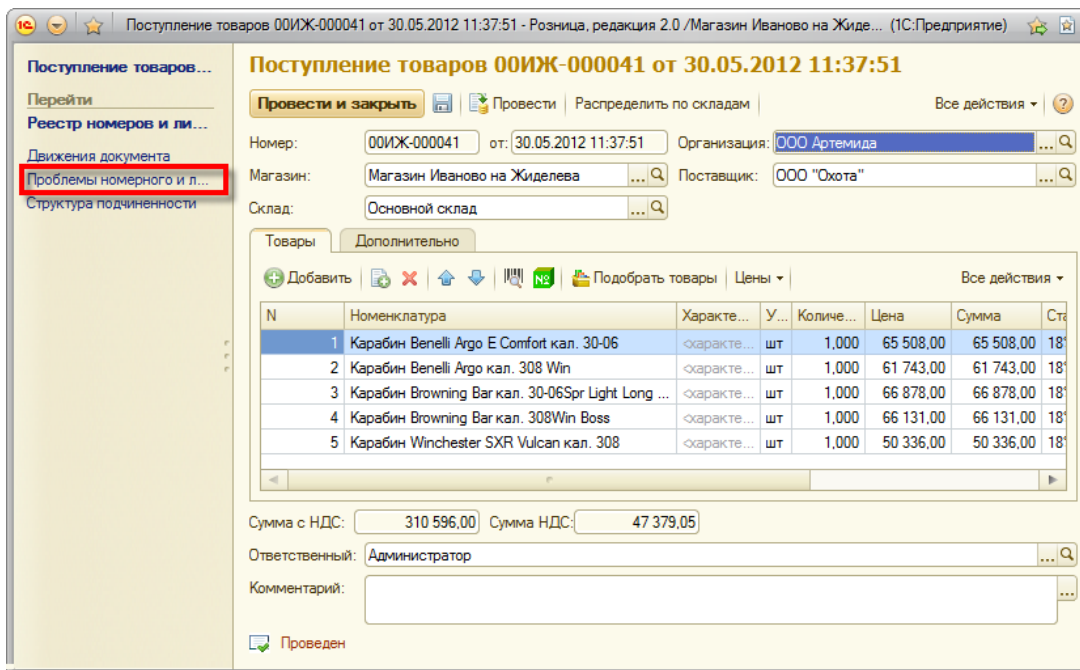 Поступление товаров 00ИЖ-000041 от 30.05.2012 11:37:51 - Розница, редакция 2.0 /Магазин Иваново на Жиде... (1С:Предприятие)
Поступление товаров...
Перейти
Реестр номеров и ли...
Движения документа
Проблемы номерного и л...
Структура подчиненности
Поступление товаров 00ИЖ-000041 от 30.05.2012 11:37:51
Провести и закрыть Провести Распределить по складам Все действия ?
Номер: 00ИЖ-000041 от: 30.05.2012 11:37:51 Организация: ООО Артемида ...
Магазин: Магазин Иваново на Жиделева ... Поставщик: ООО "Охота" ...
Склад: Основной склад ...
Товары Дополнительно
Добавить № Подобрать товары Цены Все действия
N Номенклатура Характе... У... Количе... Цена Сумма Ста
1 Карабин Benelli Argo E Comfort кал. 30-06 <характе... шт 1,000 65 508,00 65 508,00 18%
2 Карабин Benelli Argo кал. 308 Win <характе... шт 1,000 61 743,00 61 743,00 18%
3 Карабин Browning Bar кал. 30-06Spr Light Long ... <характе... шт 1,000 66 878,00 66 878,00 18%
4 Карабин Browning Bar кал. 308Win Boss <характе... шт 1,000 66 131,00 66 131,00 18%
5 Карабин Winchester SXR Vulcan кал. 308 <характе... шт 1,000 50 336,00 50 336,00 18%
Сумма с НДС: 310 596,00 Сумма НДС: 47 379,05
Ответственный: Администратор ...
Комментарий: ...
Проведен